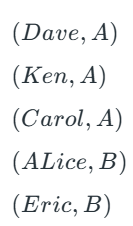 (Dave, A)
(Ken, A)
(Carol, A)
(ALice, B)
(Eric, B)